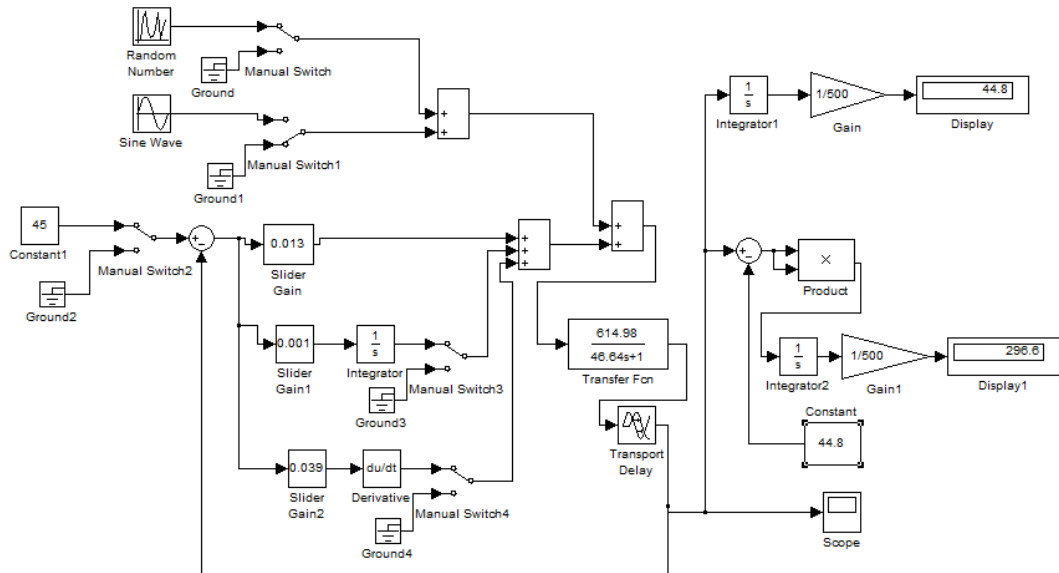 Random
Number
Manual Switch
Ground
Sine Wave
Manual Switch1
Ground1
+
+
45
Constant1
Manual Switch2
Ground2
+
−
0.013
Slider
Gain
+
+
+
+
+
0.001
Slider
Gain1
1
s
Integrator
Manual Switch3
Ground3
0.039
Slider
Gain2
du/dt
Derivative
Manual Switch4
Ground4
614.98
46.64s+1
Transfer Fcn
Transport
Delay
1
s
Integrator1
1/500
Gain
44.8
Display
+
−
×
Product
1
s
Integrator2
1/500
Gain1
296.6
Display1
Constant
44.8
Scope